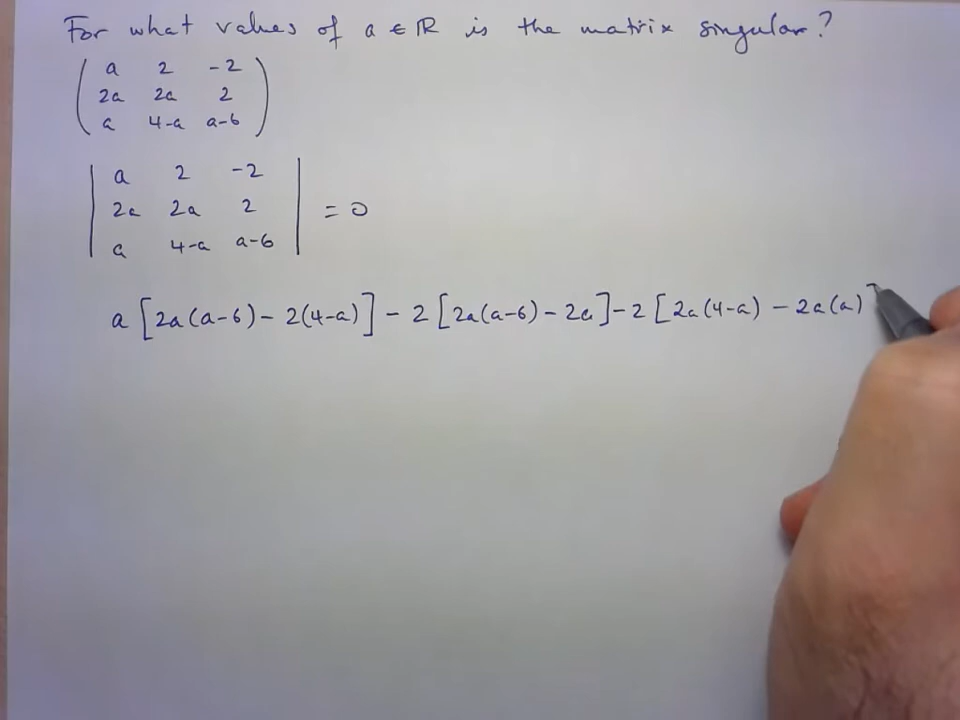 For what values of a ∈ ℝ is the matrix singular?
a 2 -2
2a 2a 2
a 4-a a-6
a 2 -2
2a 2a 2 = 0
a 4-a a-6
a [2a(a-6) - 2(4-a)] - 2 [2a(a-6) - 2a] - 2 [2a(4-a) - 2a(a)